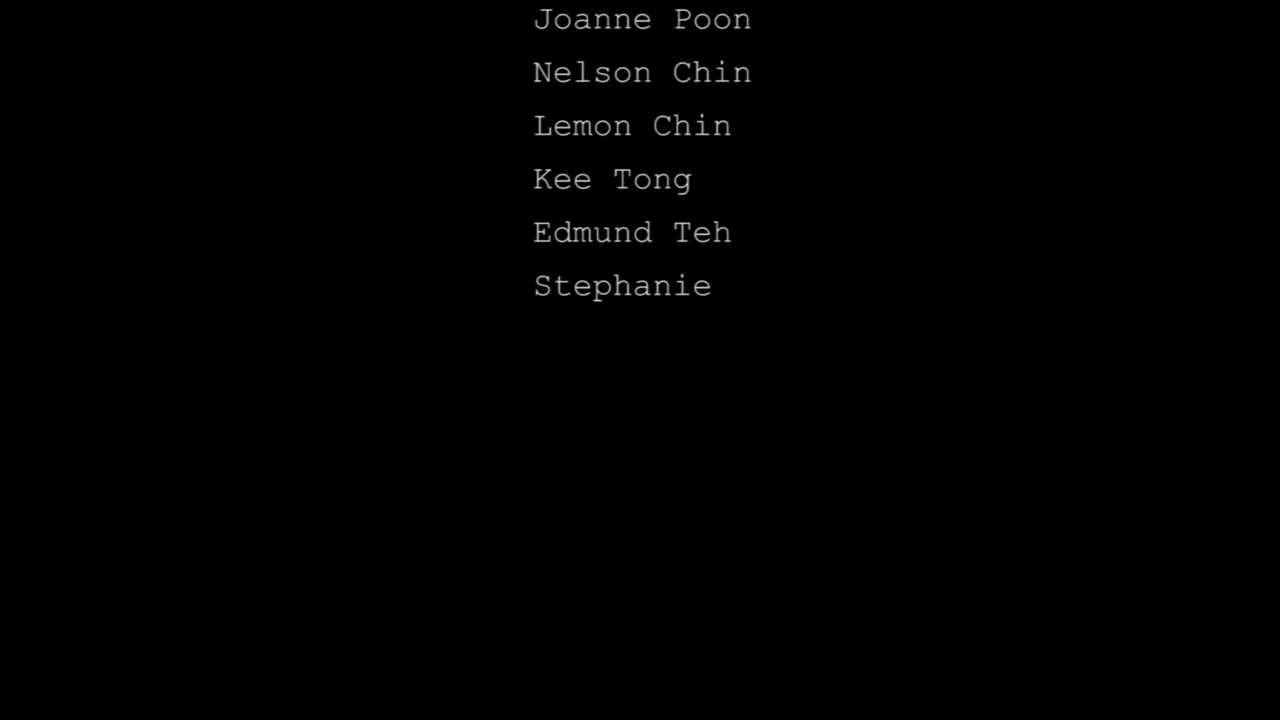 Joanne Poon
Nelson Chin
Lemon Chin
Kee Tong
Edmund Teh
Stephanie